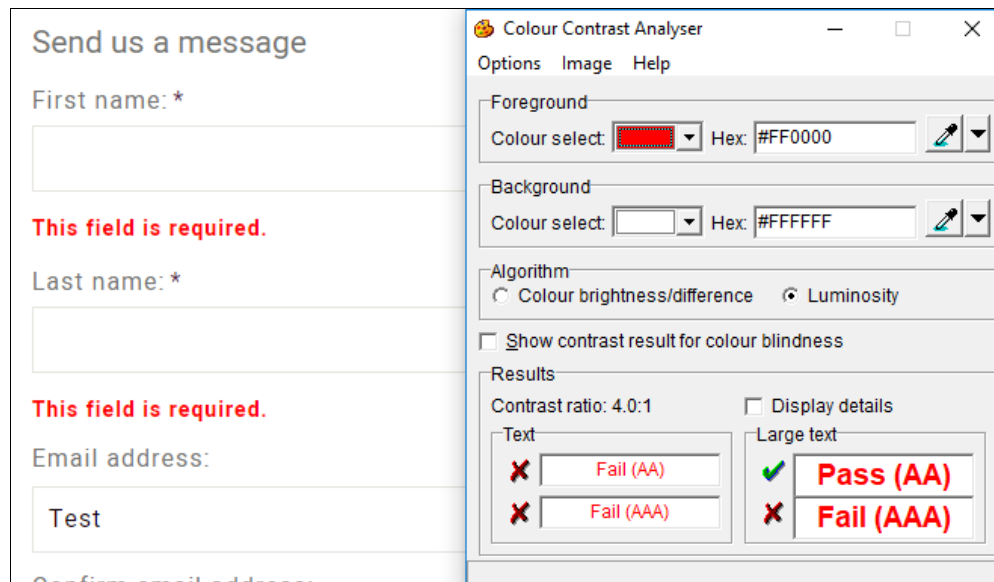 Send us a message
First name: *
This field is required.
Last name: *
This field is required.
Email address:
Test
Confirm email address:
Colour Contrast Analyser
Options Image Help
Foreground
Colour select: Hex: #FF0000
Background
Colour select: Hex: #FFFFFF
Algorithm
Colour brightness/difference Luminosity
Show contrast result for colour blindness
Results
Contrast ratio: 4.0:1 Display details
Text
Fail (AA)
Fail (AAA)
Large text
Pass (AA)
Fail (AAA)